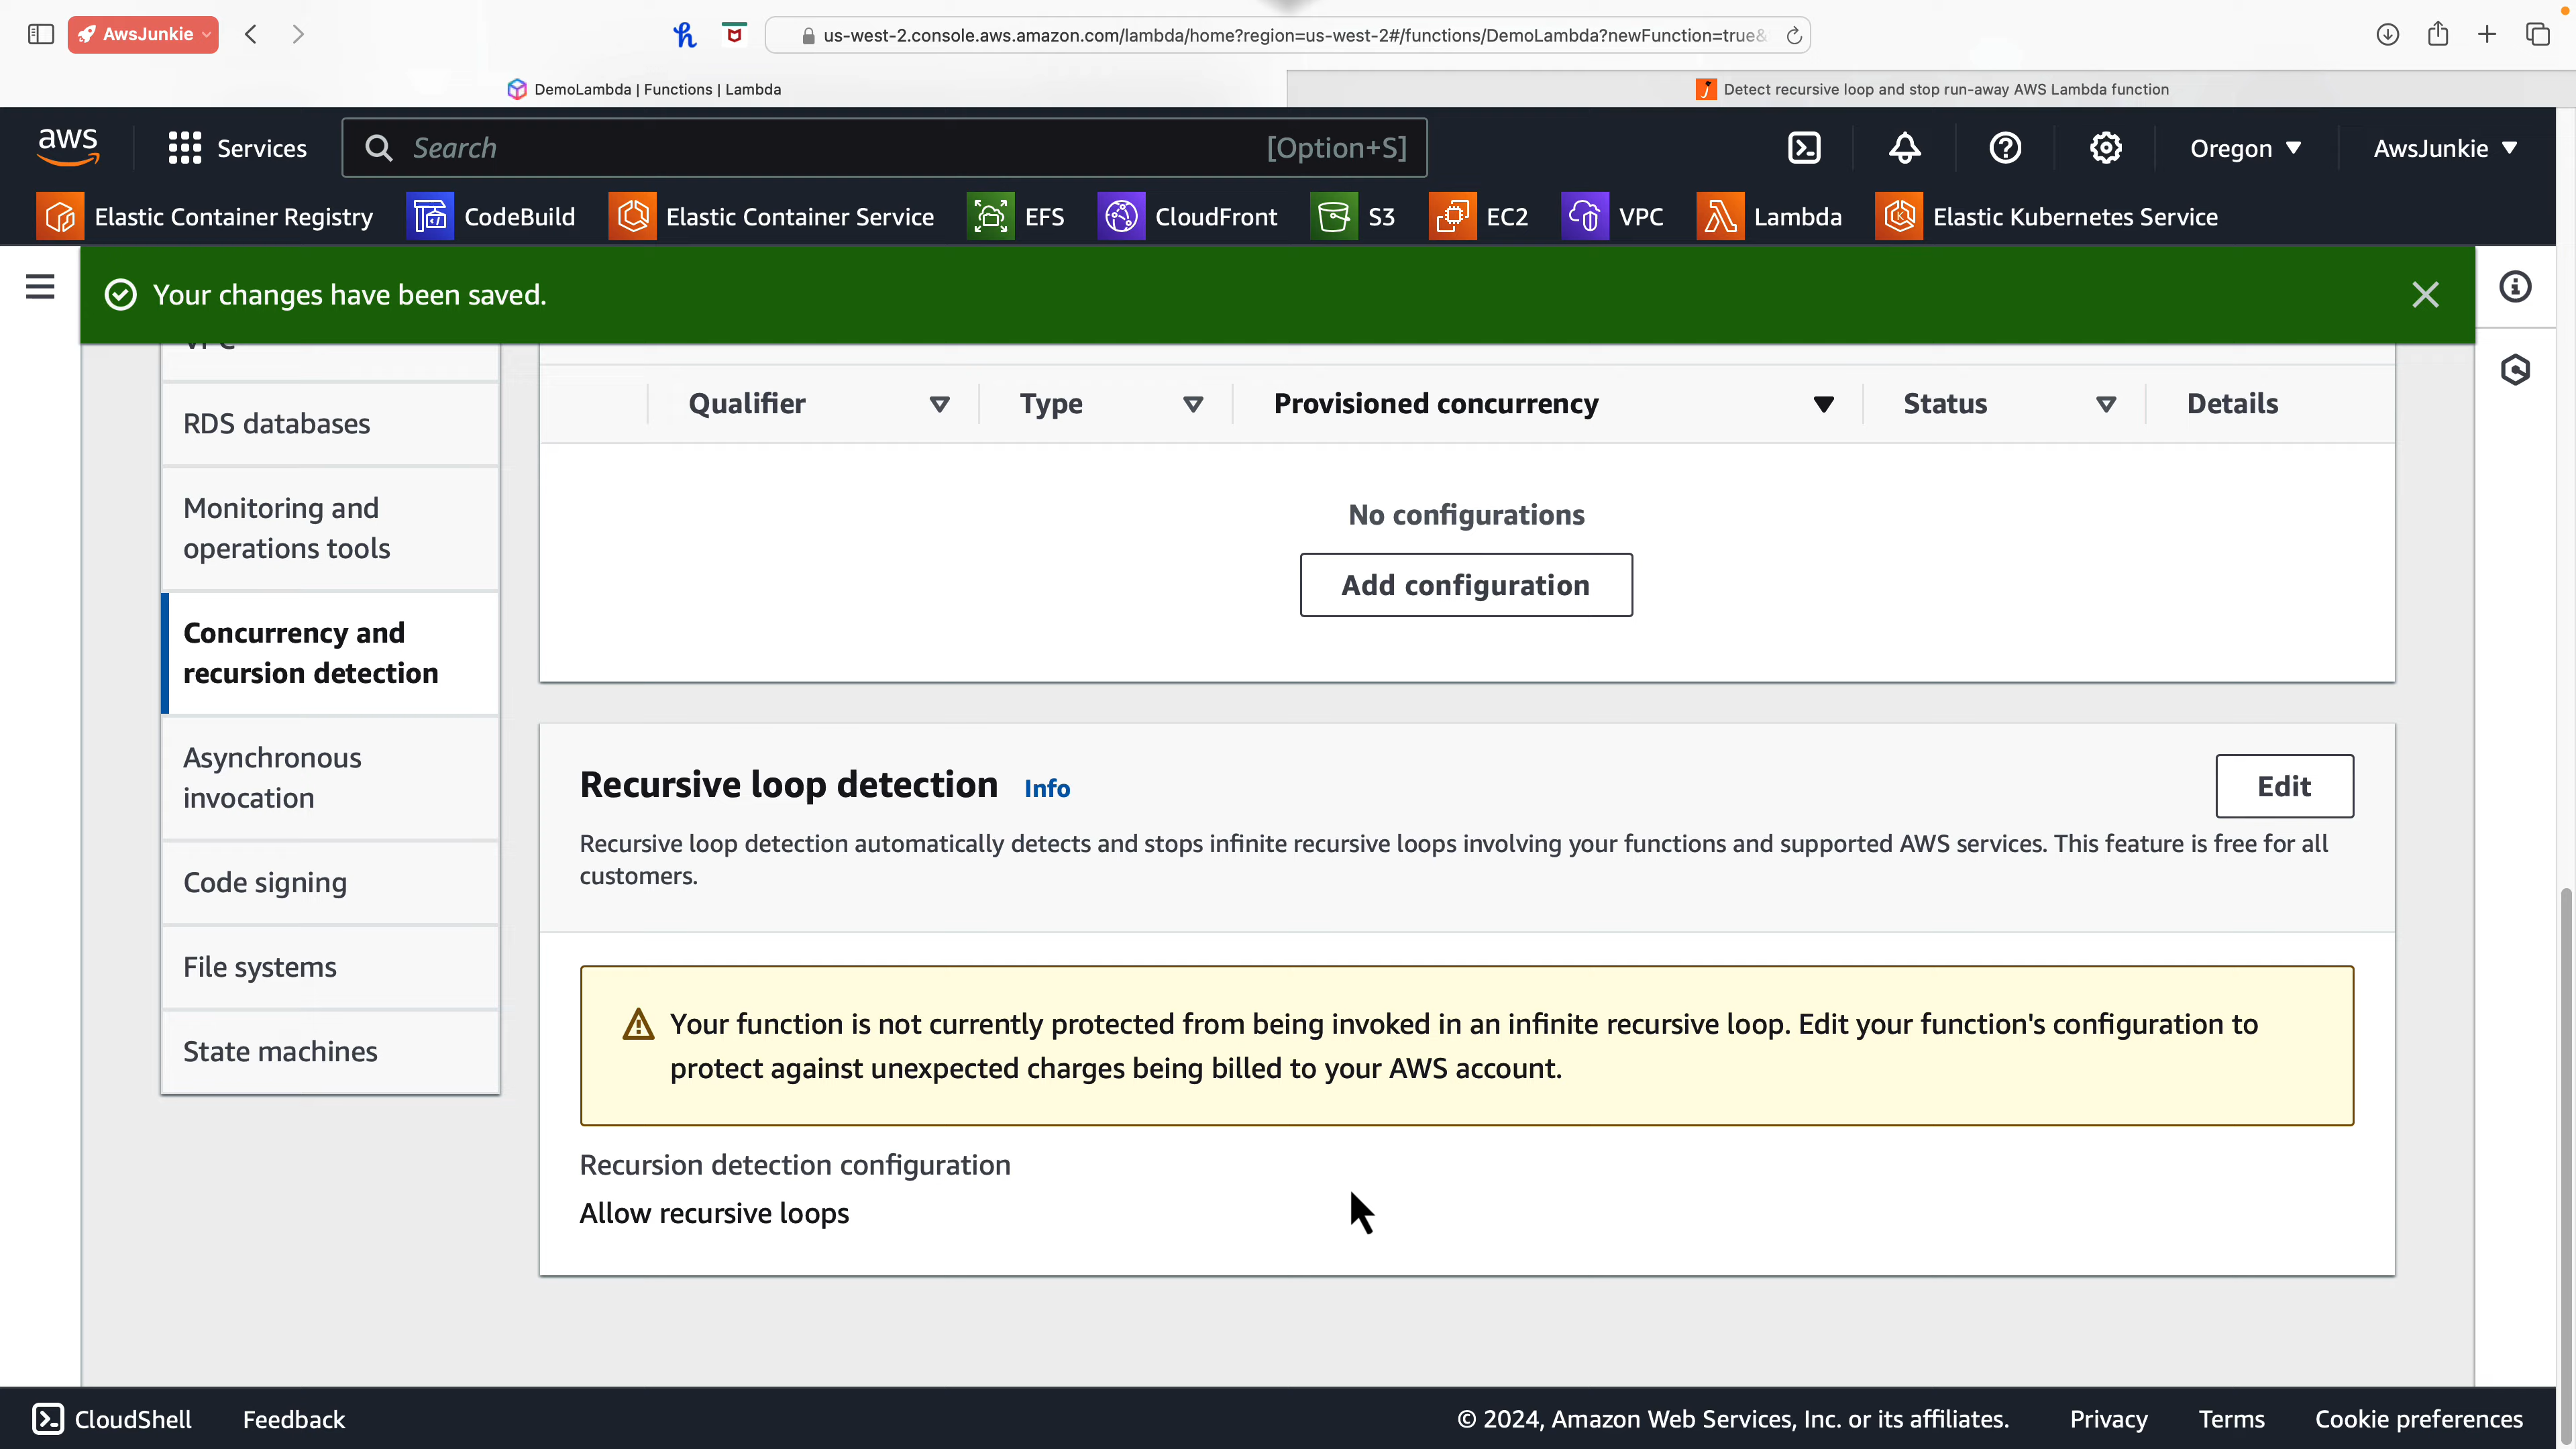 AwsJunkie
us-west-2.console.aws.amazon.com/lambda/home?region=us-west-2#/functions/DemoLambda?newFunction=true&
DemoLambda | Functions | Lambda
Detect recursive loop and stop run-away AWS Lambda function
aws
Services
Search
[Option+S]
Oregon
AwsJunkie
Elastic Container Registry
CodeBuild
Elastic Container Service
EFS
CloudFront
S3
EC2
VPC
Lambda
Elastic Kubernetes Service
Your changes have been saved.
RDS databases
Monitoring and
operations tools
Concurrency and
recursion detection
Asynchronous
invocation
Code signing
File systems
State machines
Qualifier
Type
Provisioned concurrency
Status
Details
No configurations
Add configuration
Recursive loop detection Info
Edit
Recursive loop detection automatically detects and stops infinite recursive loops involving your functions and supported AWS services. This feature is free for all
customers.
Your function is not currently protected from being invoked in an infinite recursive loop. Edit your function's configuration to
protect against unexpected charges being billed to your AWS account.
Recursion detection configuration
Allow recursive loops
CloudShell
Feedback
© 2024, Amazon Web Services, Inc. or its affiliates.
Privacy
Terms
Cookie preferences